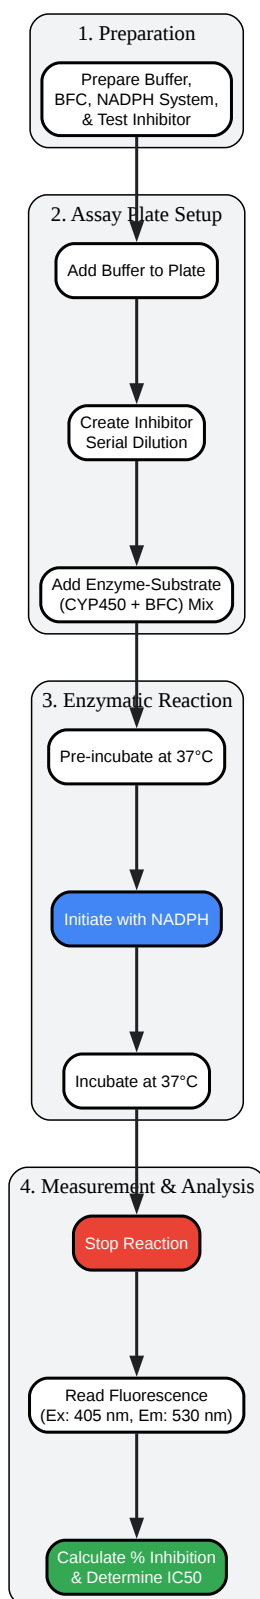 1. Preparation
Prepare Buffer,
BFC, NADPH System,
& Test Inhibitor
2. Assay Plate Setup
Add Buffer to Plate
Create Inhibitor
Serial Dilution
Add Enzyme-Substrate
(CYP450 + BFC) Mix
3. Enzymatic Reaction
Pre-incubate at 37°C
Initiate with NADPH
Incubate at 37°C
4. Measurement & Analysis
Stop Reaction
Read Fluorescence
(Ex: 405 nm, Em: 530 nm)
Calculate % Inhibition
& Determine IC50